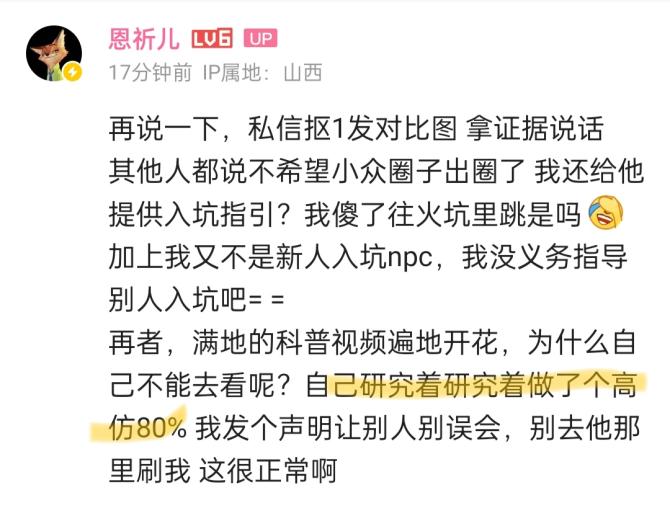 恩祈儿 LV6 UP
17分钟前 IP属地：山西
再说一下，私信抠1发对比图 拿证据说话
其他人都说不希望小众圈子出圈了 我还给他
提供入坑指引？我傻了往火坑里跳是吗
加上我又不是新人入坑npc，我没义务指导
别人入坑吧= =
再者，满地的科普视频遍地开花，为什么自
己不能去看呢？自己研究着研究着做了个高
仿80% 我发个声明让别人别误会，别去他那
里刷我 这很正常啊